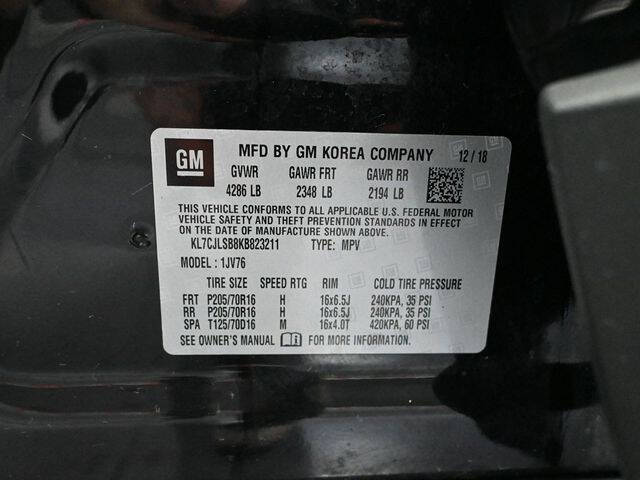 GM MFD BY GM KOREA COMPANY 12/18
GVWR GAWR FRT GAWR RR
4286 LB 2348 LB 2194 LB
THIS VEHICLE CONFORMS TO ALL APPLICABLE U.S. FEDERAL MOTOR
VEHICLE SAFETY AND THEFT PREVENTION STANDARDS IN EFFECT
ON THE DATE OF MANUFACTURE SHOWN ABOVE.
KL7CJLSB8KB823211 TYPE: MPV
MODEL : 1JV76
TIRE SIZE SPEED RTG RIM COLD TIRE PRESSURE
FRT P205/70R16 H 16x6.5J 240KPA, 35 PSI
RR P205/70R16 H 16x6.5J 240KPA, 35 PSI
SPA T125/70D16 M 16x4.0T 420KPA, 60 PSI
SEE OWNER'S MANUAL FOR MORE INFORMATION.